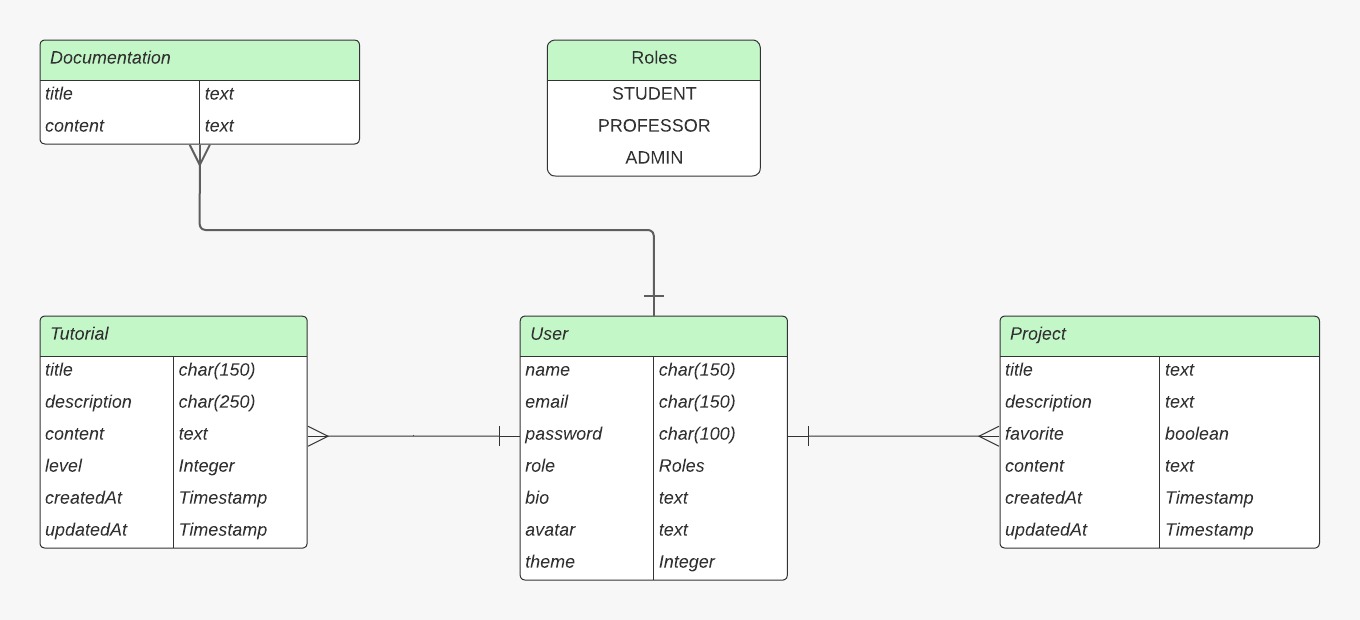 Documentation
title text
content text
Roles
STUDENT
PROFESSOR
ADMIN
Tutorial
title char(150)
description char(250)
content text
level Integer
createdAt Timestamp
updatedAt Timestamp
User
name char(150)
email char(150)
password char(100)
role Roles
bio text
avatar text
theme Integer
Project
title text
description text
favorite boolean
content text
createdAt Timestamp
updatedAt Timestamp